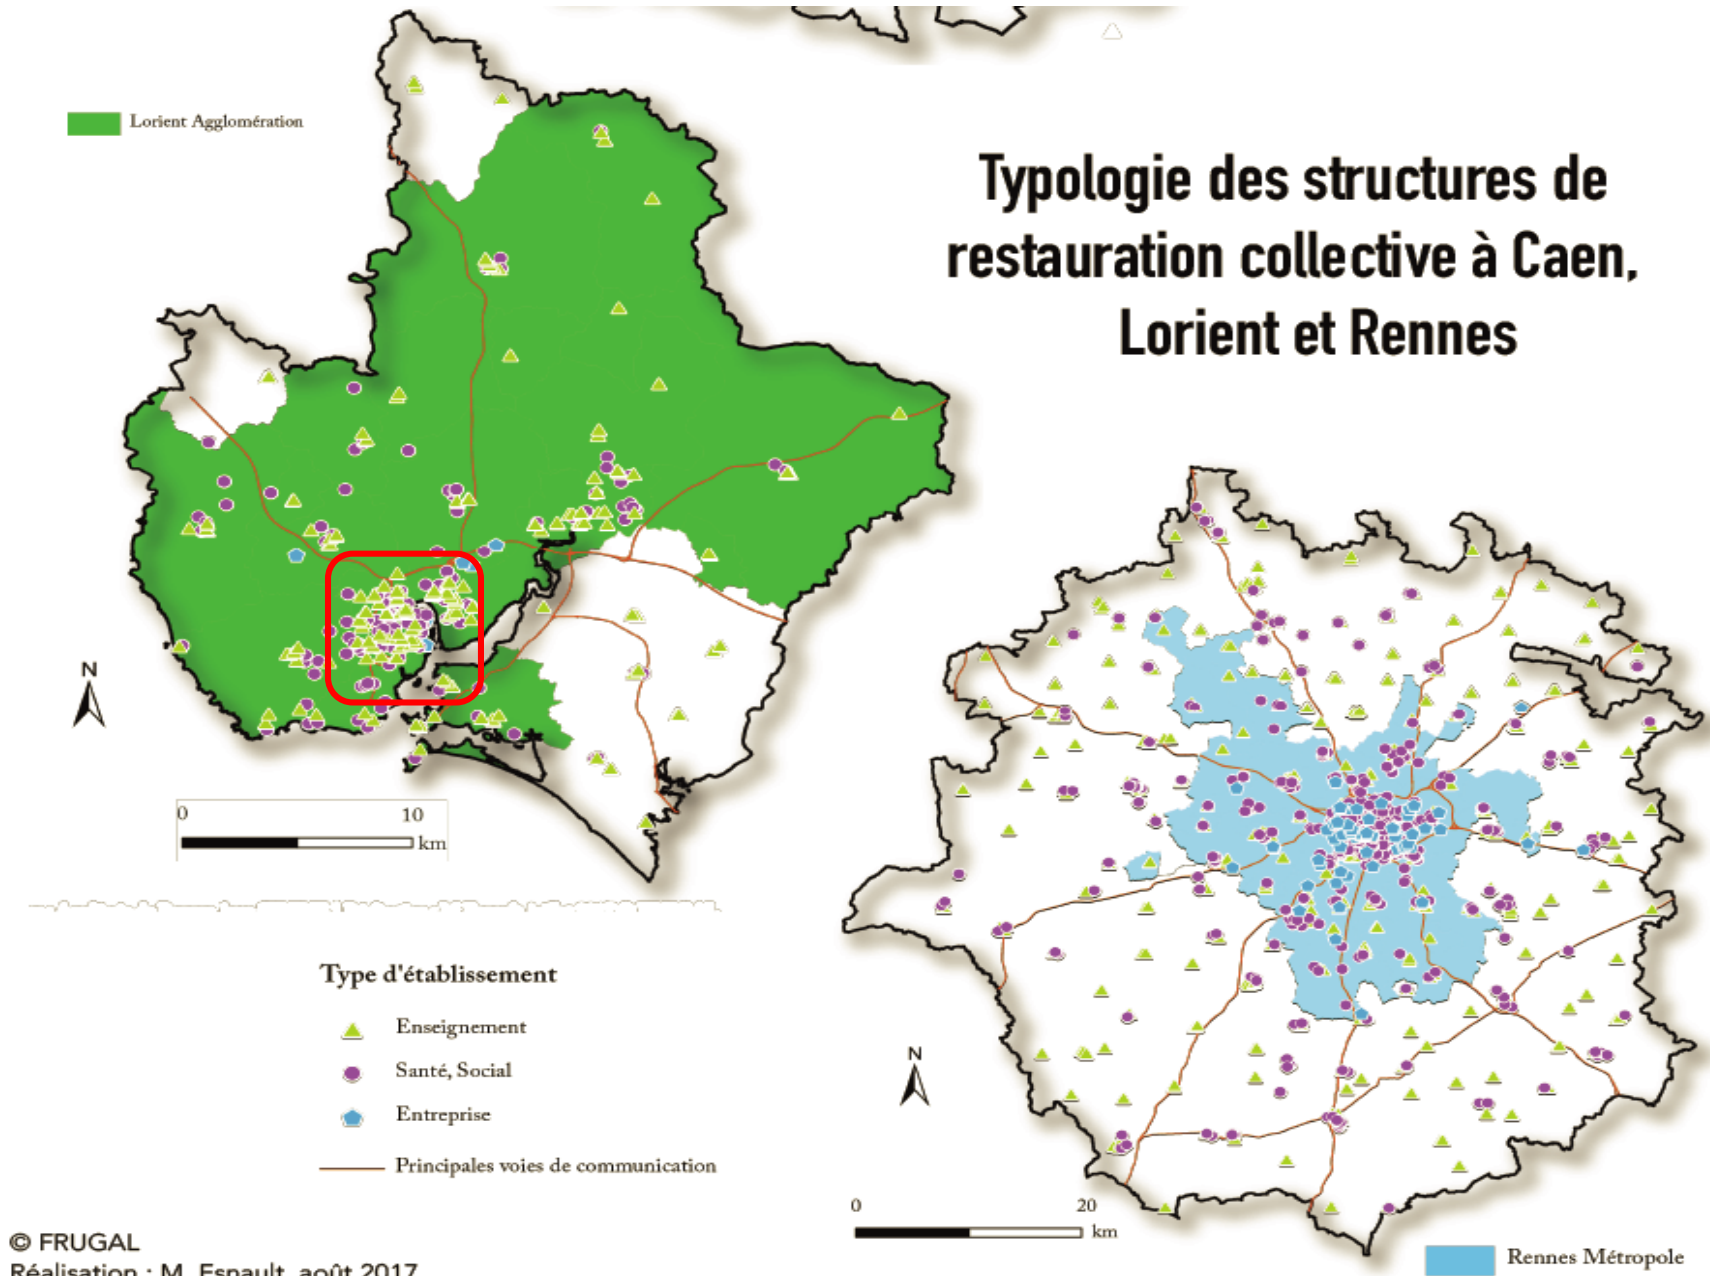 Lorient Agglomération
Typologie des structures de
restauration collective à Caen,
Lorient et Rennes
N
0 10
km
Type d'établissement
Enseignement
Santé, Social
Entreprise
Principales voies de communication
N
0 20
km
Rennes Métropole
© FRUGAL
Réalisation : M. Esnault, août 2017